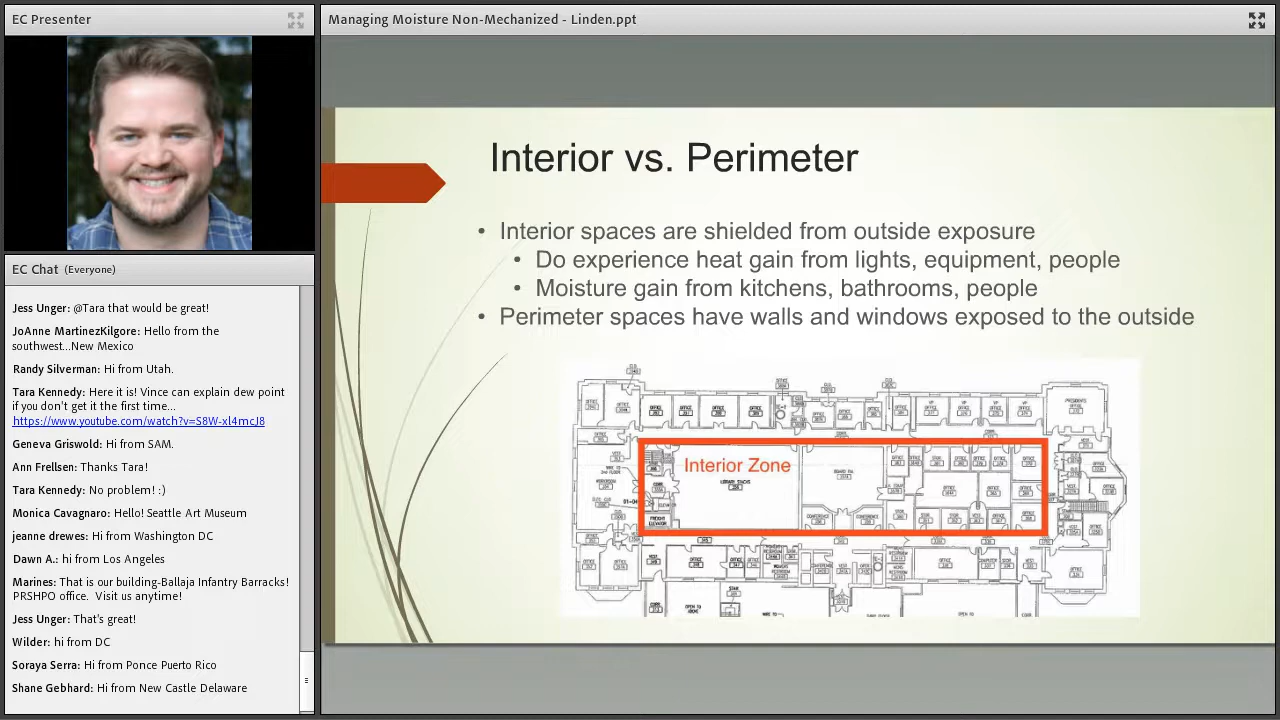 EC Presenter
EC Chat (Everyone)
Jess Unger: @Tara that would be great!
JoAnne MartinezKilgore: Hello from the
southwest...New Mexico
Randy Silverman: Hi from Utah.
Tara Kennedy: Here it is! Vince can explain dew point
if you don't get it the first time...
https://www.youtube.com/watch?v=S8W-xl4mcJ8
Geneva Griswold: Hi from SAM.
Ann Frellsen: Thanks Tara!
Tara Kennedy: No problem! :)
Monica Cavagnaro: Hello! Seattle Art Museum
jeanne drewes: Hi from Washington DC
Dawn A.: hi from Los Angeles
Marines: That is our building-Ballaja Infantry Barracks!
PRSHPO office. Visit us anytime!
Jess Unger: That's great!
Wilder: hi from DC
Soraya Serra: Hi from Ponce Puerto Rico
Shane Gebhard: Hi from New Castle Delaware
Managing Moisture Non-Mechanized - Linden.ppt
Interior vs. Perimeter
• Interior spaces are shielded from outside exposure
• Do experience heat gain from lights, equipment, people
• Moisture gain from kitchens, bathrooms, people
• Perimeter spaces have walls and windows exposed to the outside
Interior Zone
LIBRARY STACKS